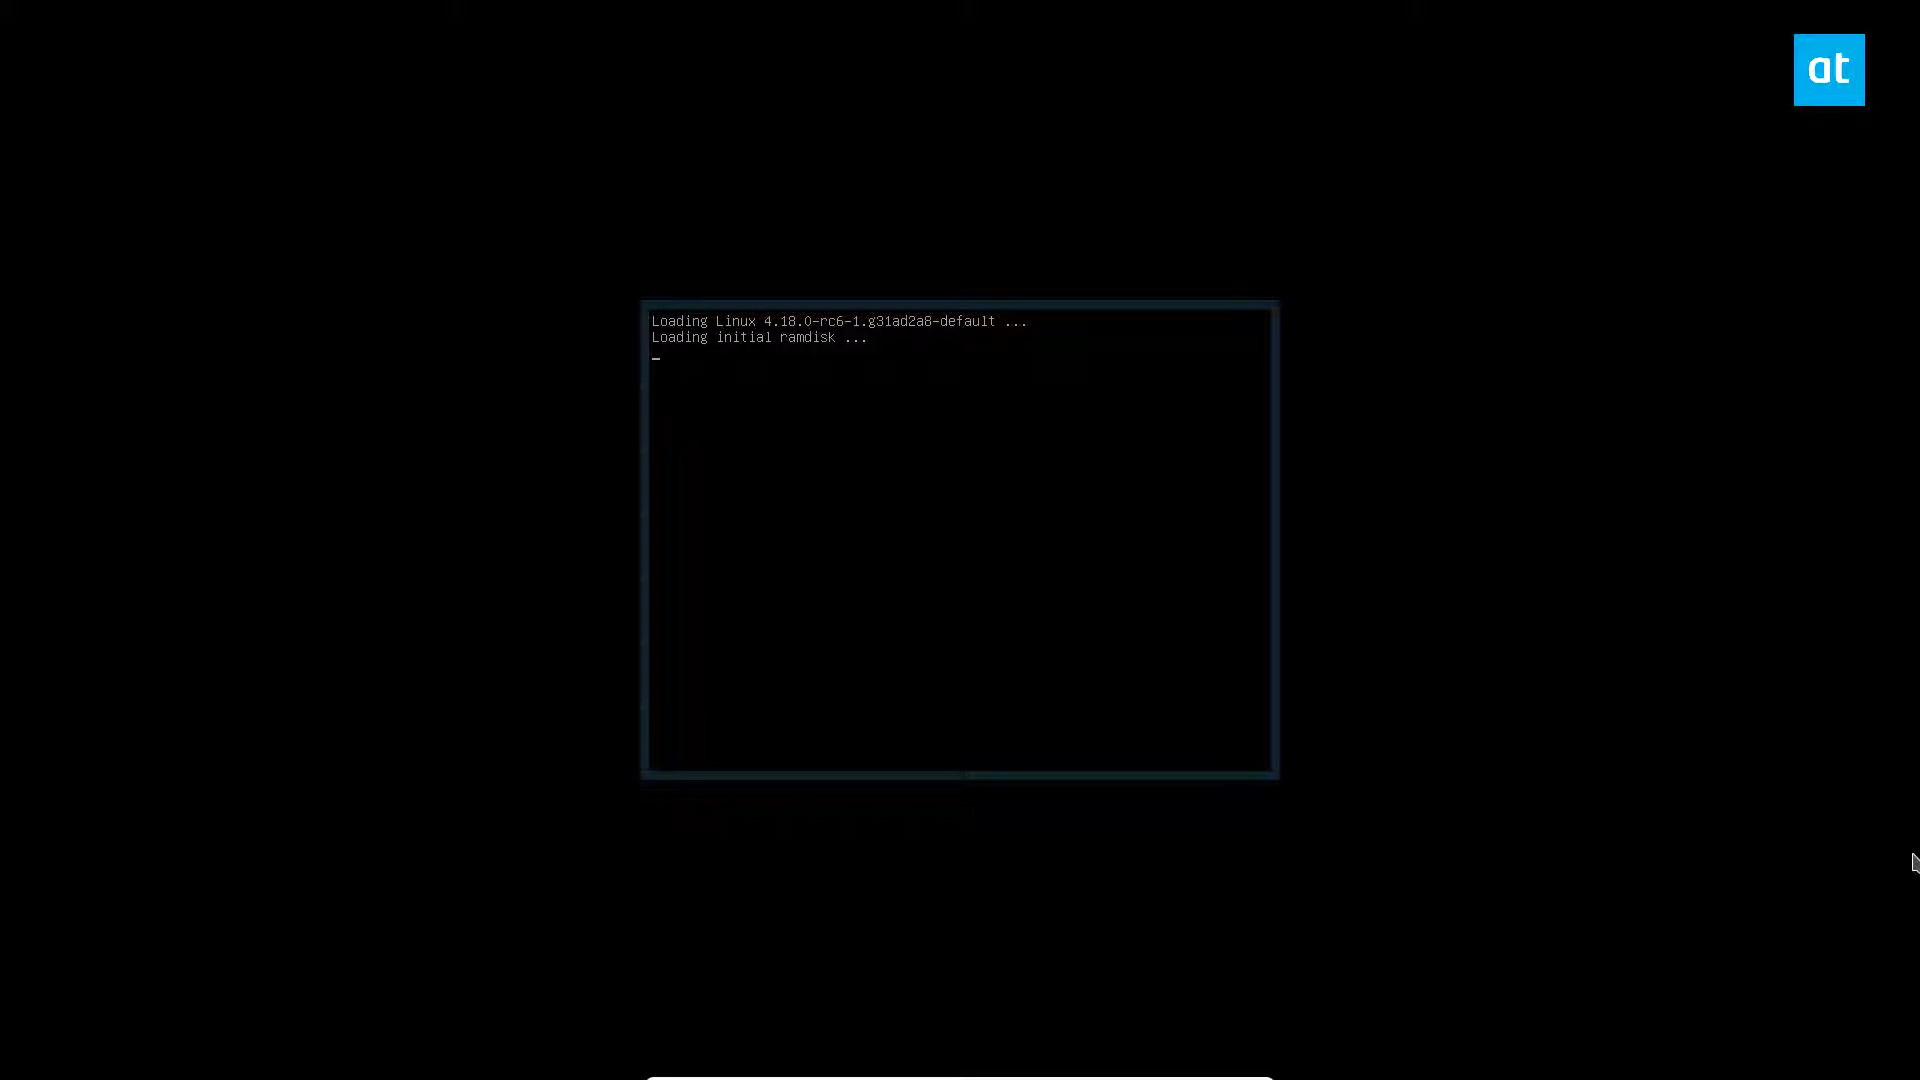 at
Loading Linux 4.18.0-rc6-1.g31ad2a8-default ...
Loading initial ramdisk ...